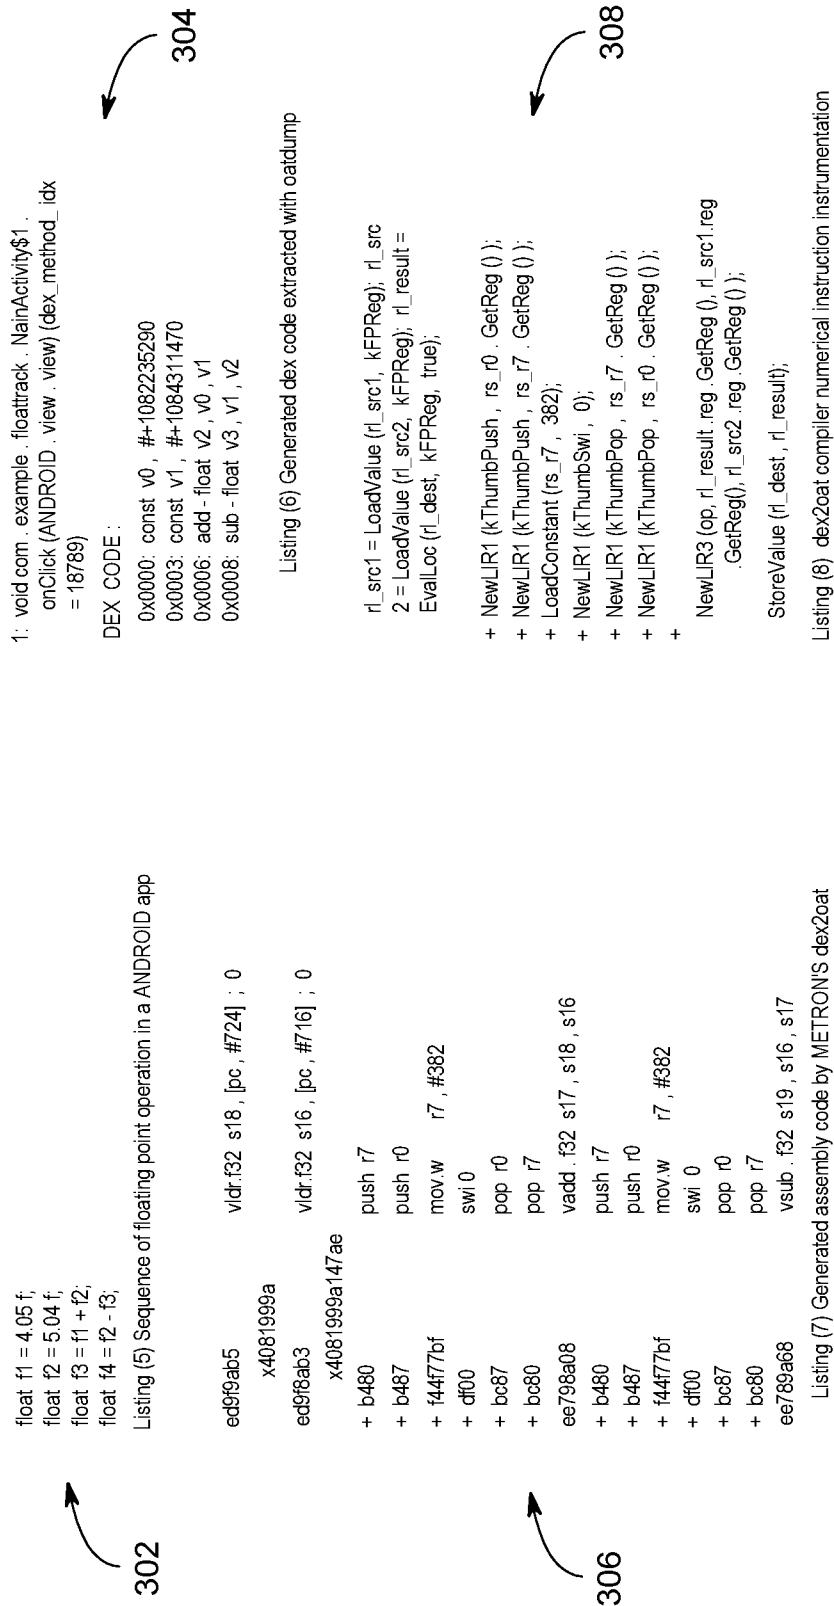 float f1 = 4.05 f;
float f2 = 5.04 f;
float f3 = f1 + f2;
float f4 = f2 - f3;
Listing (5) Sequence of floating point operation in a ANDROID app
302
1: void com . example . floattrack . NainActivity$1 .
onClick (ANDROID . view . view) (dex_method_ idx
= 18789)
DEX CODE :
0x0000: const v0 , #+1082235290
0x0003: const v1 , #+1084311470
0x0006: add - float v2 , v0 , v1
0x0008: sub - float v3 , v1 , v2
Listing (6) Generated dex code extracted with oatdump
304
ed9f9ab5 vldr.f32 s18 , [pc , #724] ; 0
x4081999a
ed9f8ab3 vldr.f32 s16 , [pc , #716] ; 0
x4081999a147ae
+ b480 push r7
+ b487 push r0
+ f44f77bf mov.w r7 , #382
+ df00 swi 0
+ bc87 pop r0
+ bc80 pop r7
ee798a08 vadd . f32 s17 , s18 , s16
+ b480 push r7
+ b487 push r0
+ f44f77bf mov.w r7 , #382
+ df00 swi 0
+ bc87 pop r0
+ bc80 pop r7
ee789a68 vsub . f32 s19 , s16 , s17
Listing (7) Generated assembly code by METRON'S dex2oat
306
rl_src1 = LoadValue (rl_src1, kFPReg); rl_src
2 = LoadValue (rl_src2, kFPReg); rl_result =
EvalLoc (rl_dest, kFPReg, true);
+ NewLIR1 (kThumbPush , rs_r0 . GetReg () );
+ NewLIR1 (kThumbPush , rs_r7 . GetReg () );
+ LoadConstant (rs_r7 , 382);
+ NewLIR1 (kThumbSwi , 0);
+ NewLIR1 (kThumbPop , rs_r7 . GetReg () );
+ NewLIR1 (kThumbPop , rs_r0 . GetReg () );
+
NewLIR3 (op, rl_result .reg .GetReg (), rl_src1.reg
.GetReg(), rl_src2 .reg .GetReg () );
StoreValue (rl_dest , rl_result);
Listing (8) dex2oat compiler numerical instruction instrumentation
308